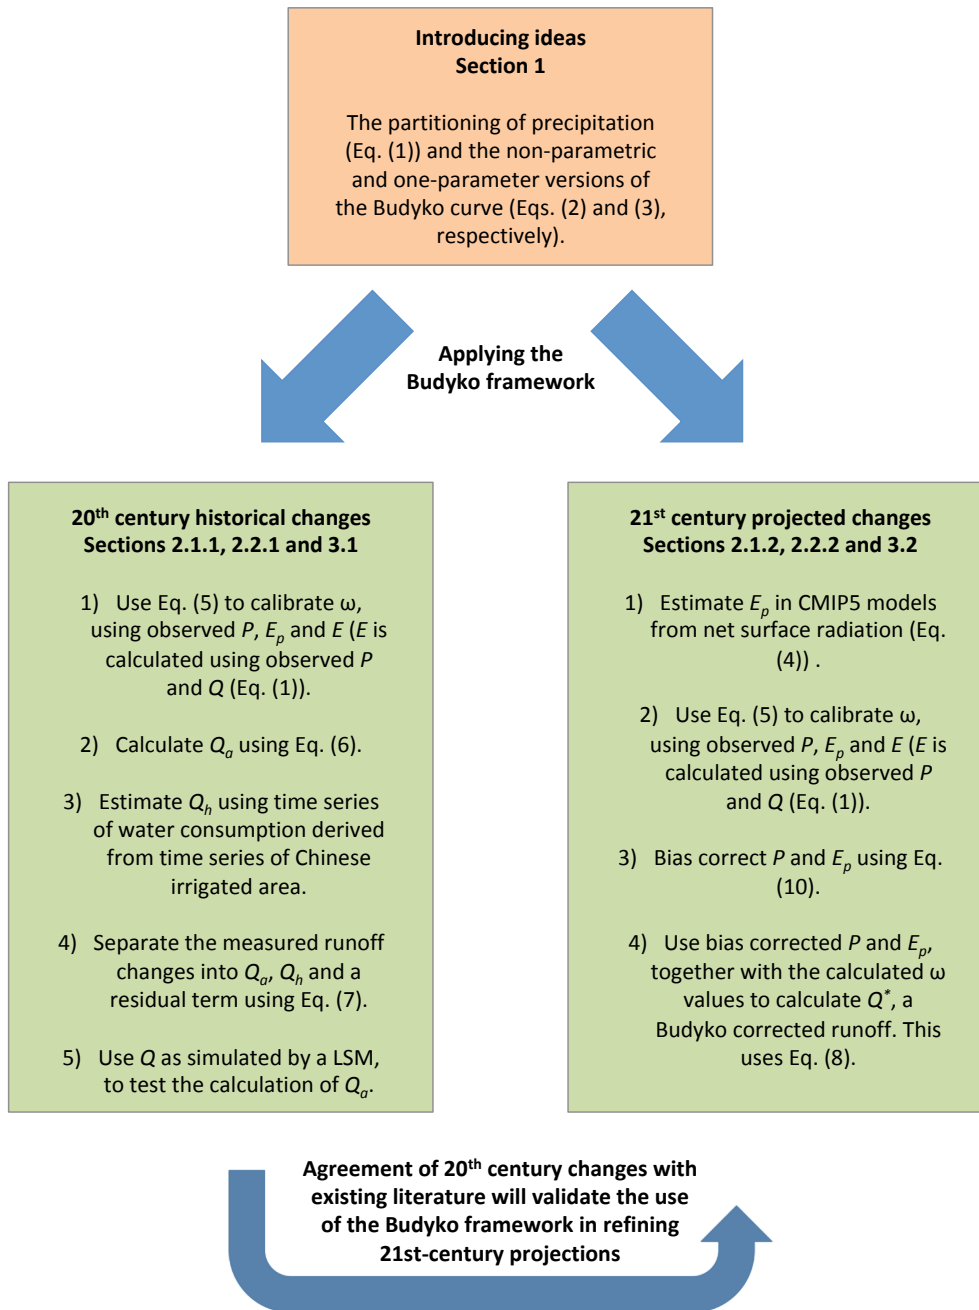 Introducing ideas
Section 1
The partitioning of precipitation
(Eq. (1)) and the non-parametric
and one-parameter versions of
the Budyko curve (Eqs. (2) and (3),
respectively).
Applying the
Budyko framework
20th century historical changes
Sections 2.1.1, 2.2.1 and 3.1
1) Use Eq. (5) to calibrate ω,
using observed P, Ep and E (E is
calculated using observed P
and Q (Eq. (1)).
2) Calculate Qa using Eq. (6).
3) Estimate Qh using time series
of water consumption derived
from time series of Chinese
irrigated area.
4) Separate the measured runoff
changes into Qa, Qh and a
residual term using Eq. (7).
5) Use Q as simulated by a LSM,
to test the calculation of Qa.
21st century projected changes
Sections 2.1.2, 2.2.2 and 3.2
1) Estimate Ep in CMIP5 models
from net surface radiation (Eq.
(4)) .
2) Use Eq. (5) to calibrate ω,
using observed P, Ep and E (E is
calculated using observed P
and Q (Eq. (1)).
3) Bias correct P and Ep using Eq.
(10).
4) Use bias corrected P and Ep,
together with the calculated ω
values to calculate Q*, a
Budyko corrected runoff. This
uses Eq. (8).
Agreement of 20th century changes with
existing literature will validate the use
of the Budyko framework in refining
21st-century projections